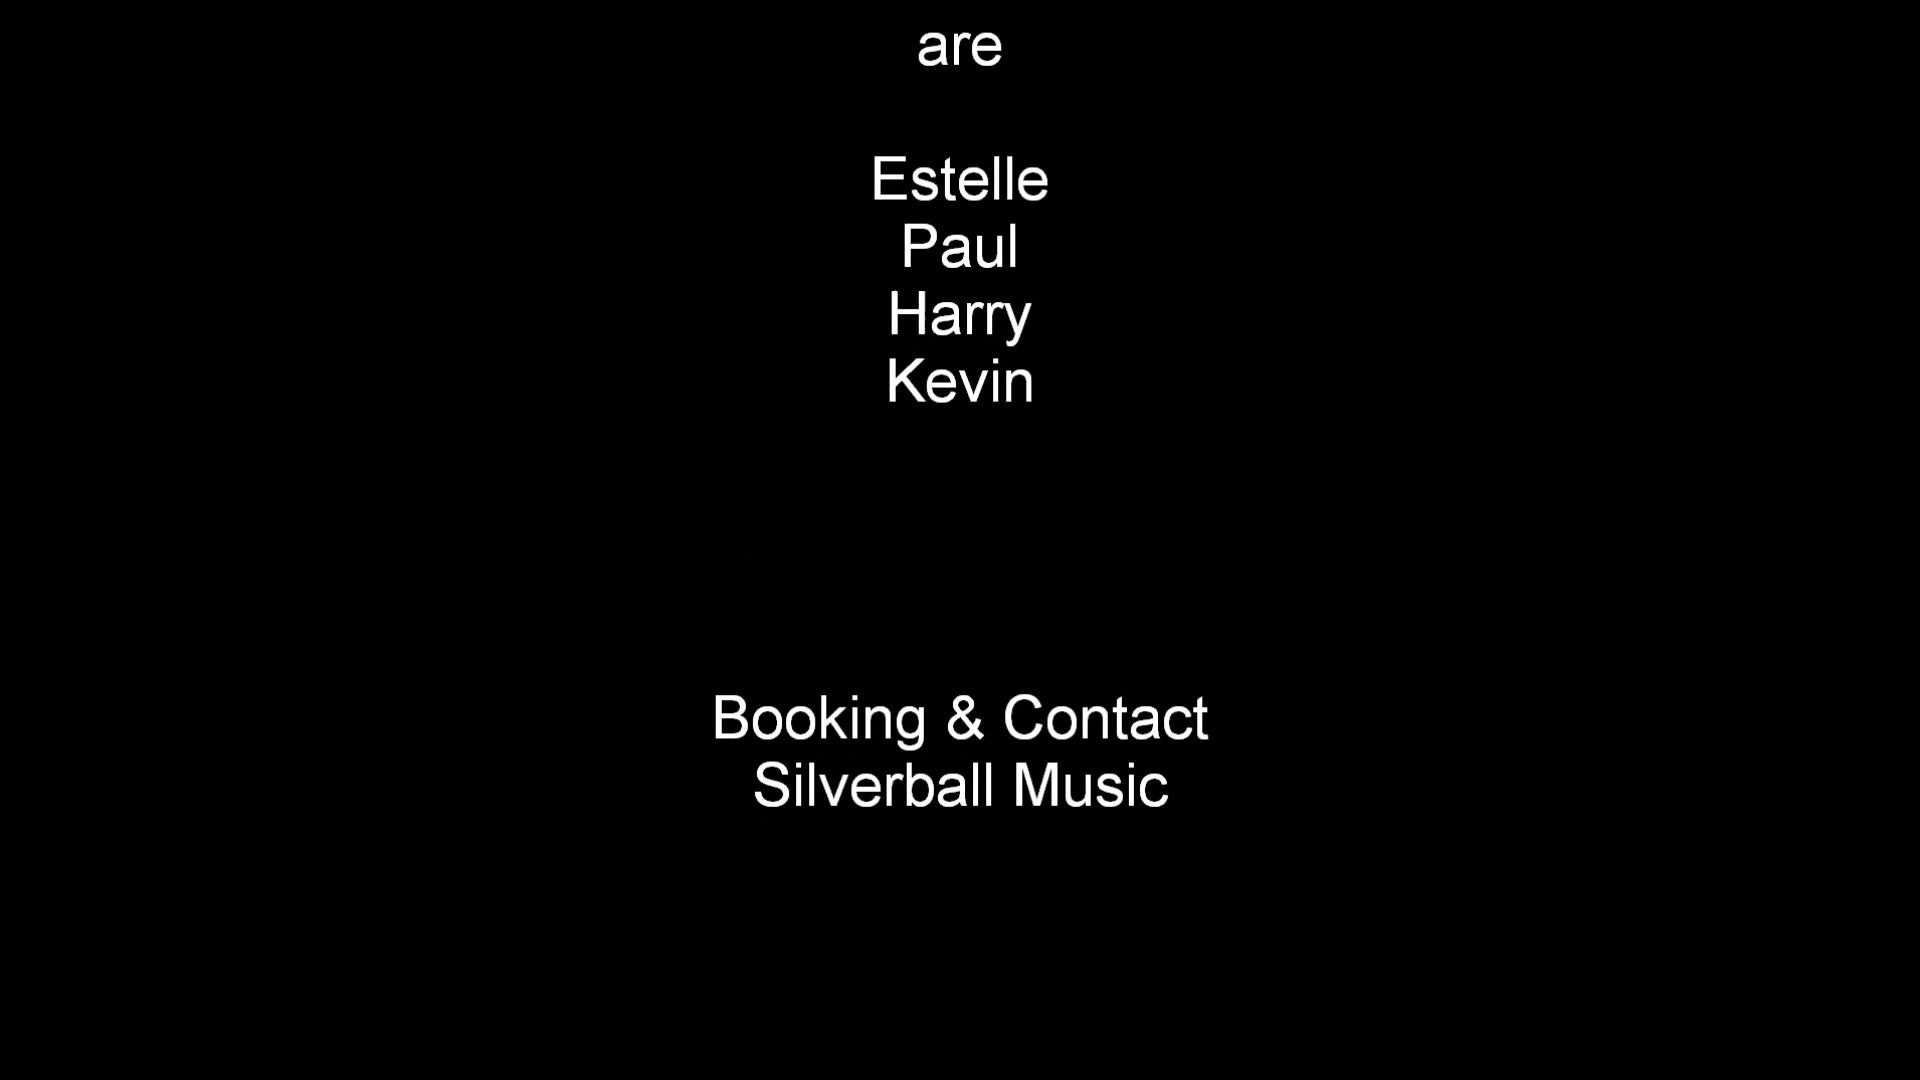 are
Estelle
Paul
Harry
Kevin
Booking & Contact
Silverball Music